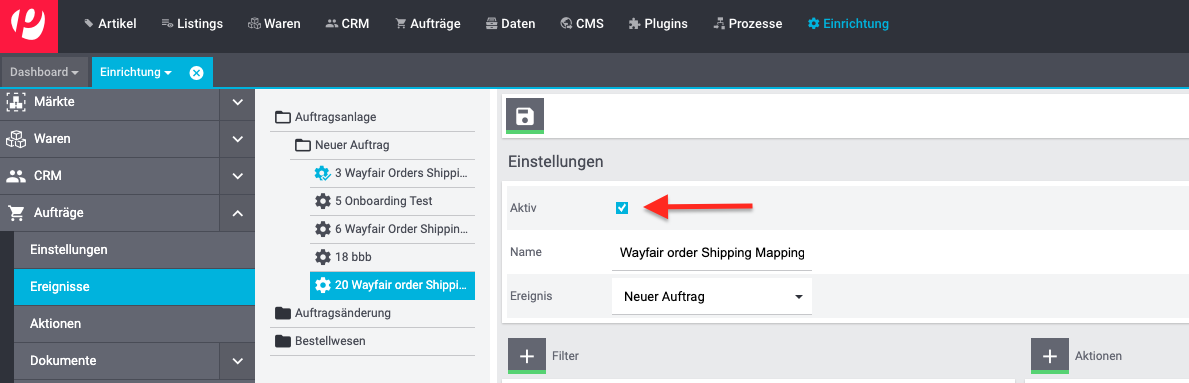 Artikel Listings Waren CRM Aufträge Daten CMS Plugins Prozesse Einrichtung
Dashboard Einrichtung
Märkte
Waren
CRM
Aufträge
Einstellungen
Ereignisse
Aktionen
Dokumente
Auftragsanlage
Neuer Auftrag
3 Wayfair Orders Shippi...
5 Onboarding Test
6 Wayfair Order Shippin...
18 bbb
20 Wayfair order Shippi...
Auftragsänderung
Bestellwesen
Einstellungen
Aktiv
Name Wayfair order Shipping Mapping
Ereignis Neuer Auftrag
Filter Aktionen